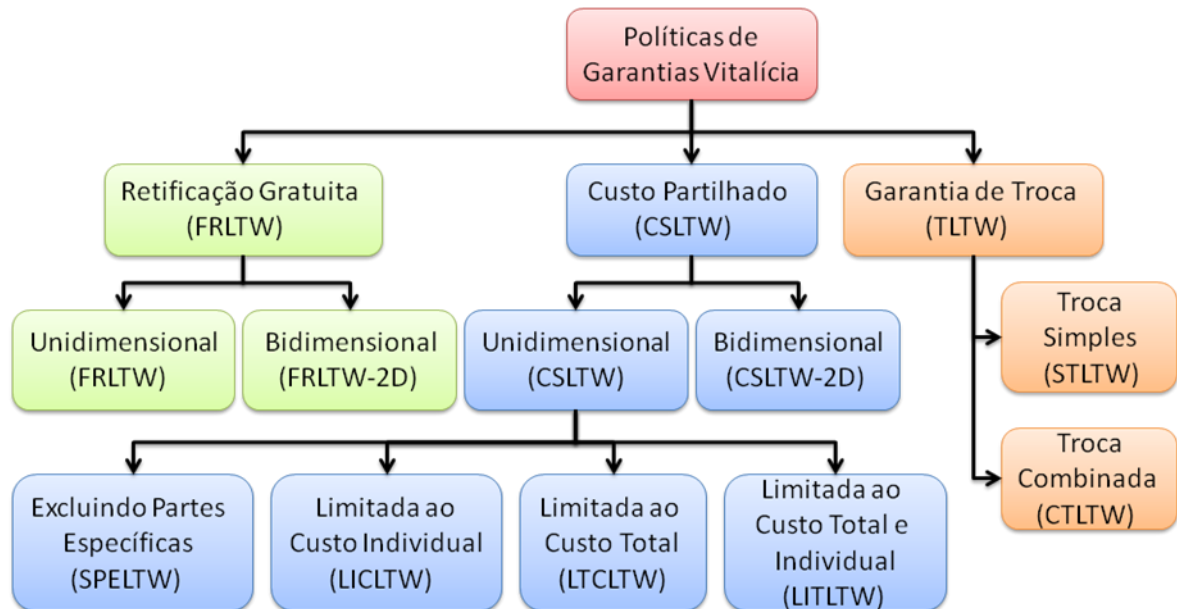 Políticas de
Garantias Vitalícia
Retificação Gratuita
(FRLTW)
Custo Partilhado
(CSLTW)
Garantia de Troca
(TLTW)
Unidimensional
(FRLTW)
Bidimensional
(FRLTW-2D)
Unidimensional
(CSLTW)
Bidimensional
(CSLTW-2D)
Troca
Simples
(STLTW)
Troca
Combinada
(CTLTW)
Excluindo Partes
Específicas
(SPELTW)
Limitada ao
Custo Individual
(LICLTW)
Limitada ao
Custo Total
(LTCLTW)
Limitada ao
Custo Total e
Individual
(LITLTW)